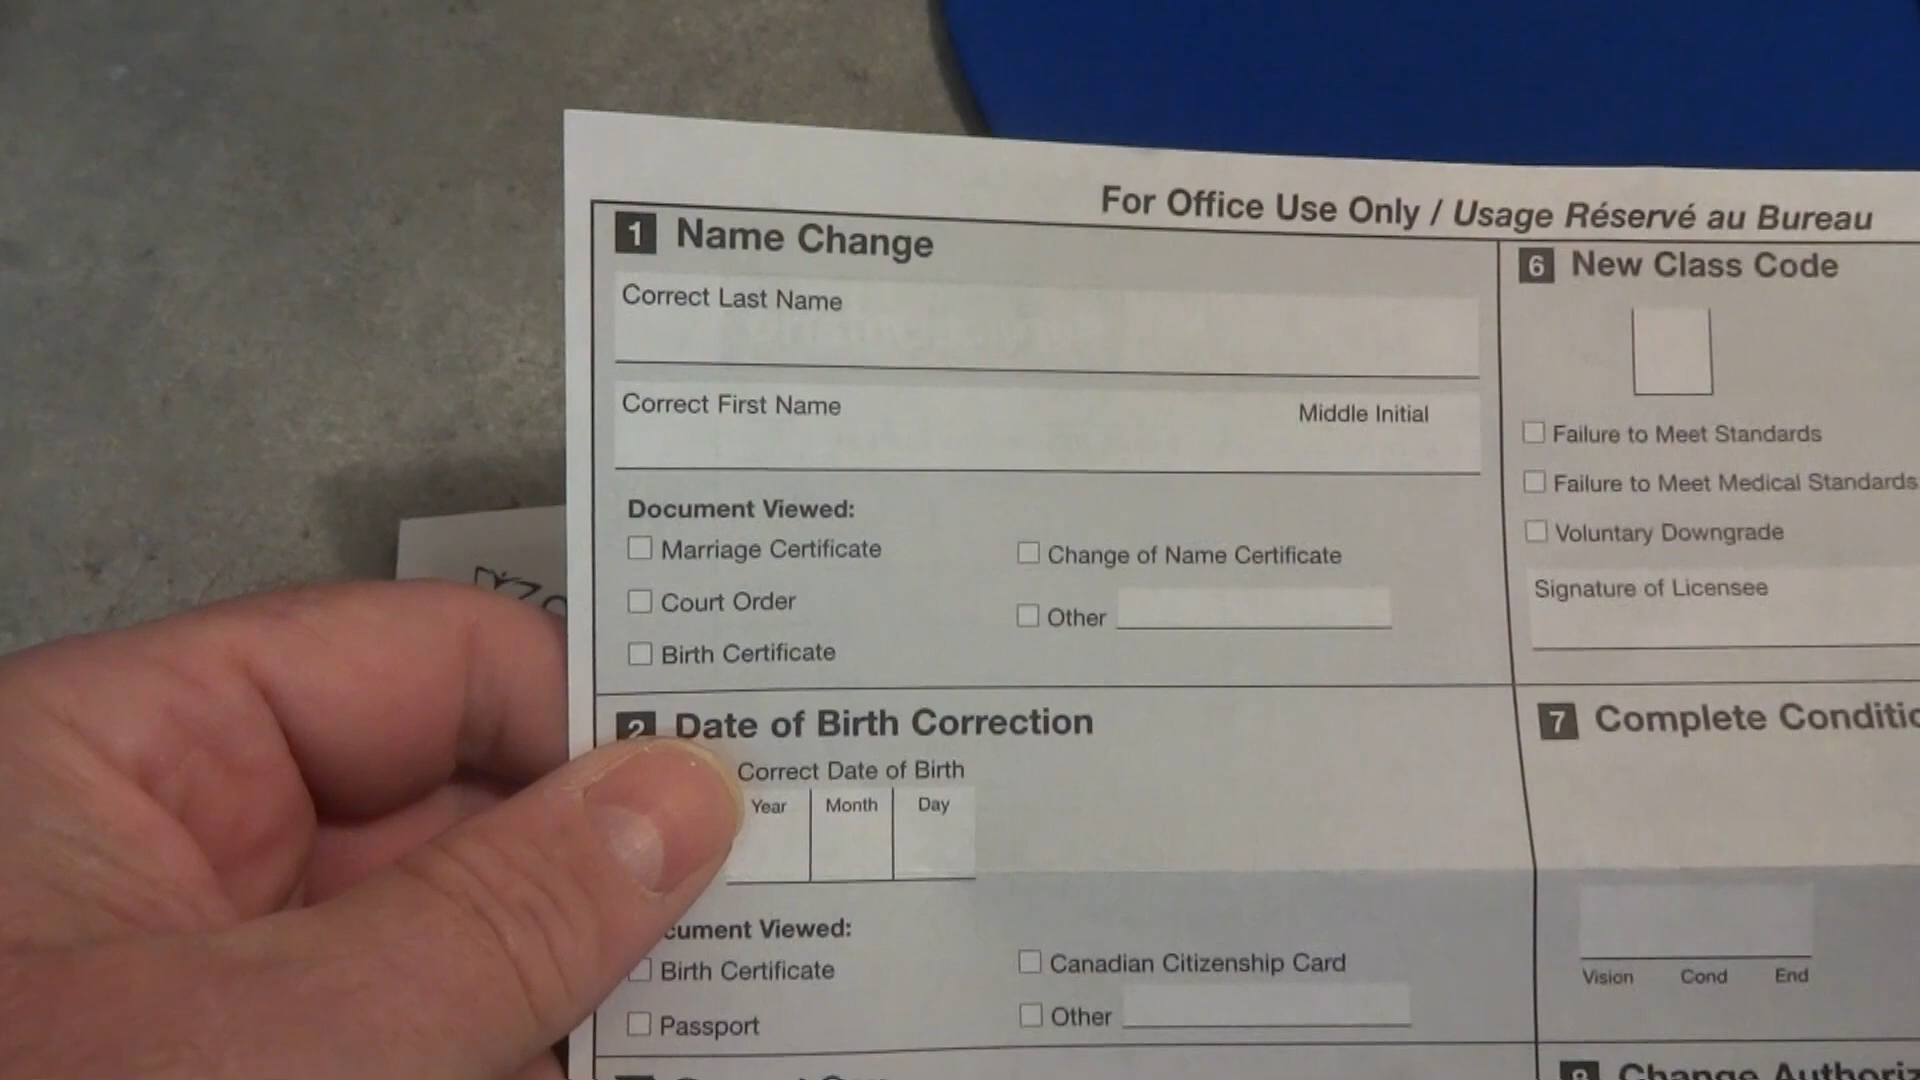 For Office Use Only / Usage Réservé au Bureau
1 Name Change
Correct Last Name
Correct First Name
Middle Initial
Document Viewed:
Marriage Certificate
Change of Name Certificate
Court Order
Other
Birth Certificate
2 Date of Birth Correction
Correct Date of Birth
Year Month Day
cument Viewed:
Birth Certificate
Canadian Citizenship Card
Passport
Other
6 New Class Code
Failure to Meet Standards
Failure to Meet Medical Standards
Voluntary Downgrade
Signature of Licensee
7 Complete Conditio
Vision Cond End
8 Change Authoriz